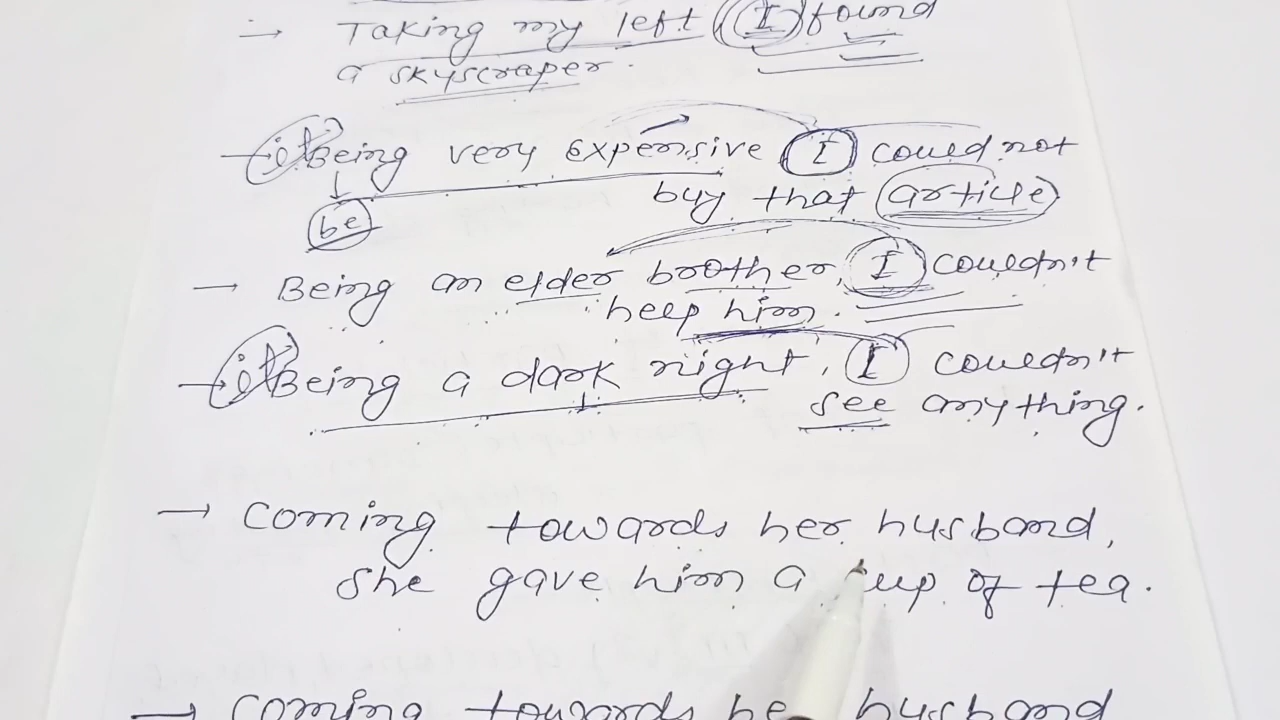 → Taking my left I found
a skyscraper.
→ it Being very expensive I could not
buy that article
be
→ Being an elder brother, I couldn't
help him.
→ it Being a dark night, I couldn't
see anything.
→ Coming towards her husband,
she gave him a cup of tea.
→ Coming towards he husband